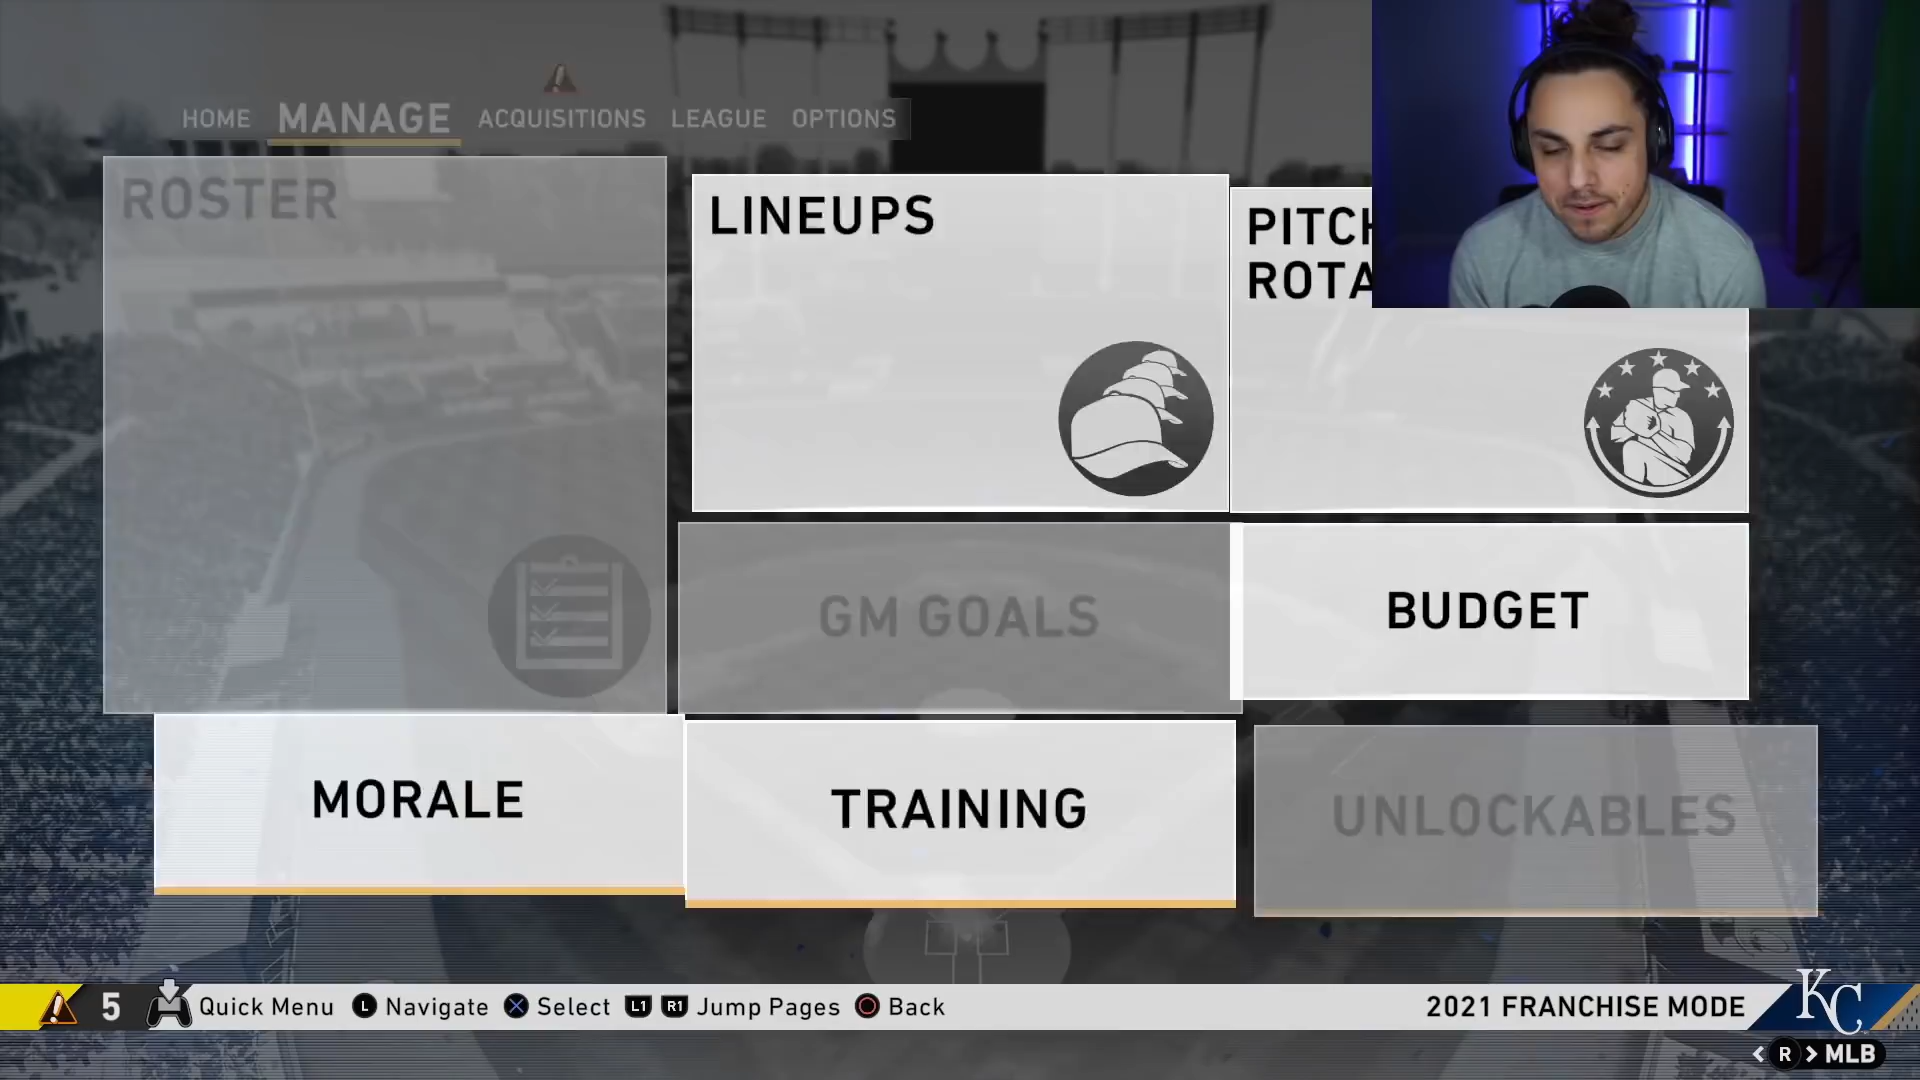 HOME MANAGE ACQUISITIONS LEAGUE OPTIONS
ROSTER
LINEUPS
PITCH
ROTA
GM GOALS
BUDGET
MORALE
TRAINING
UNLOCKABLES
5 Quick Menu L Navigate Select L1 R1 Jump Pages Back
2021 FRANCHISE MODE
KC
< R > MLB